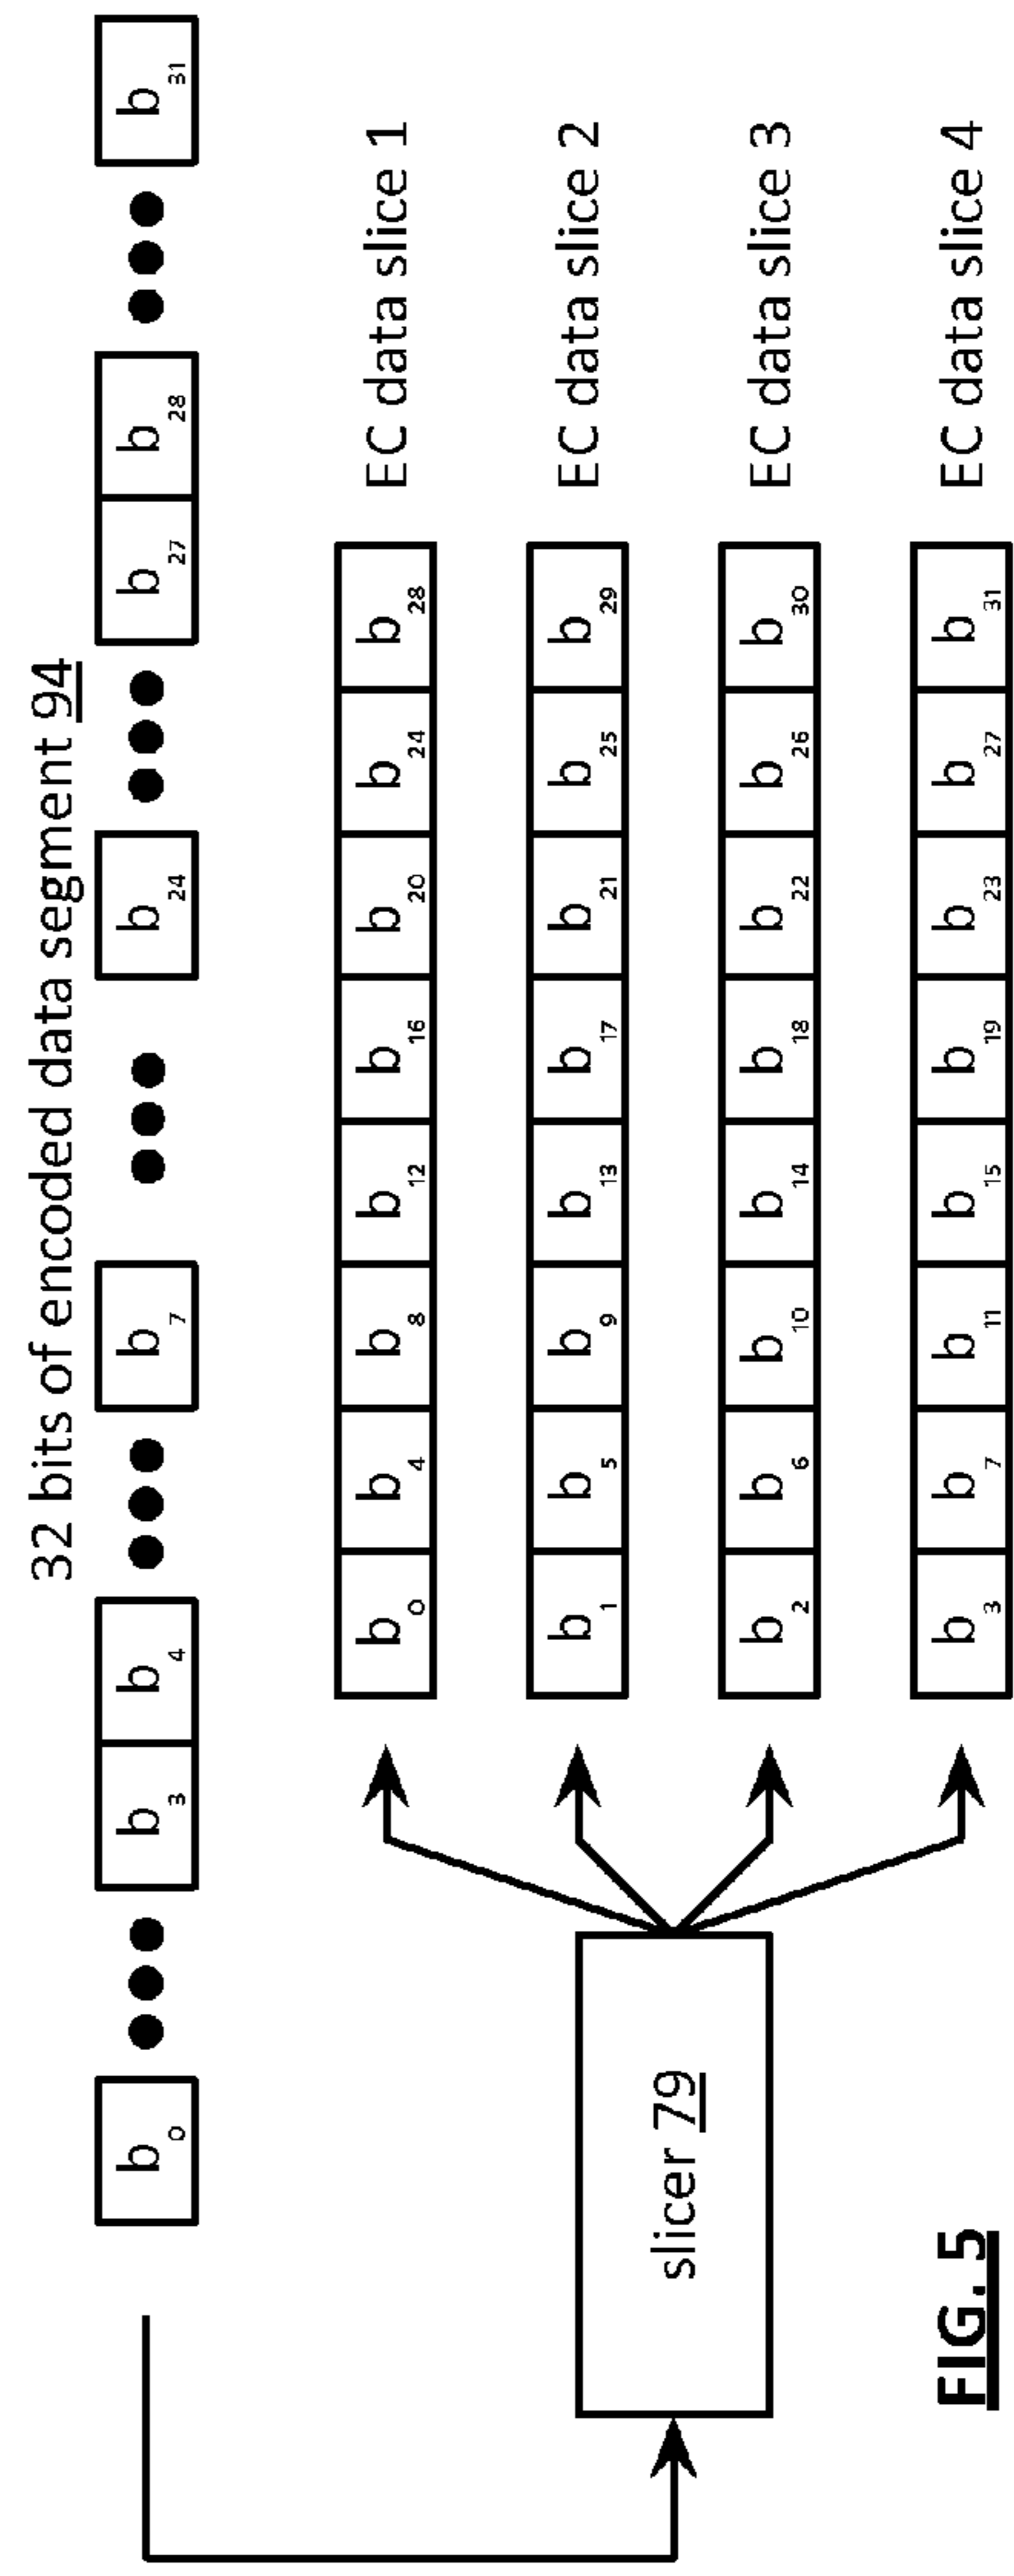 32 bits of encoded data segment 94
b0 b3 b4 b7 b24 b27 b28 b31
slicer 79
b0 b4 b8 b12 b16 b20 b24 b28 EC data slice 1
b1 b5 b9 b13 b17 b21 b25 b29 EC data slice 2
b2 b6 b10 b14 b18 b22 b26 b30 EC data slice 3
b3 b7 b11 b15 b19 b23 b27 b31 EC data slice 4
FIG. 5